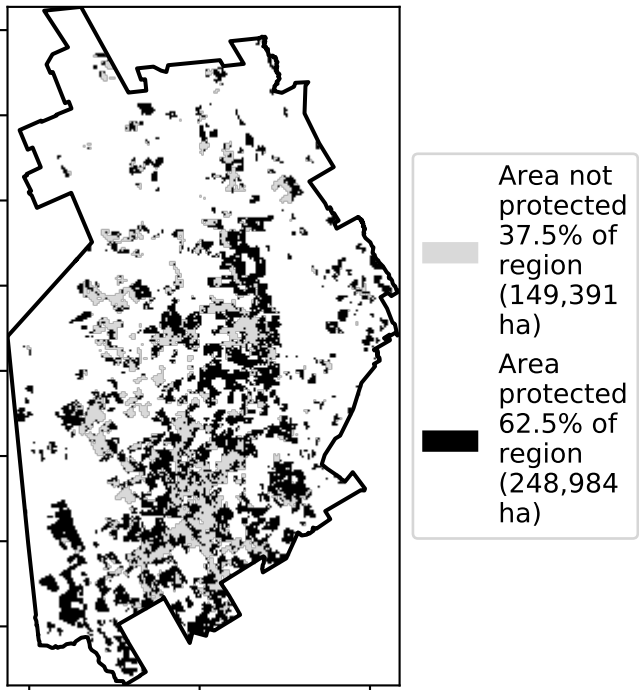 Area not
protected
37.5% of
region
(149,391
ha)
Area
protected
62.5% of
region
(248,984
ha)